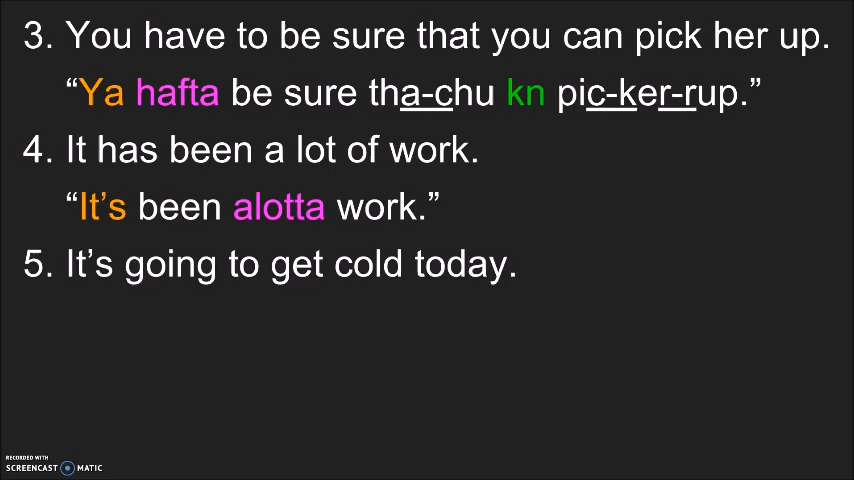 3. You have to be sure that you can pick her up.
“Ya hafta be sure tha-chu kn pic-ker-rup.”
4. It has been a lot of work.
“It’s been alotta work.”
5. It’s going to get cold today.
RECORDED WITH
SCREENCAST MATIC